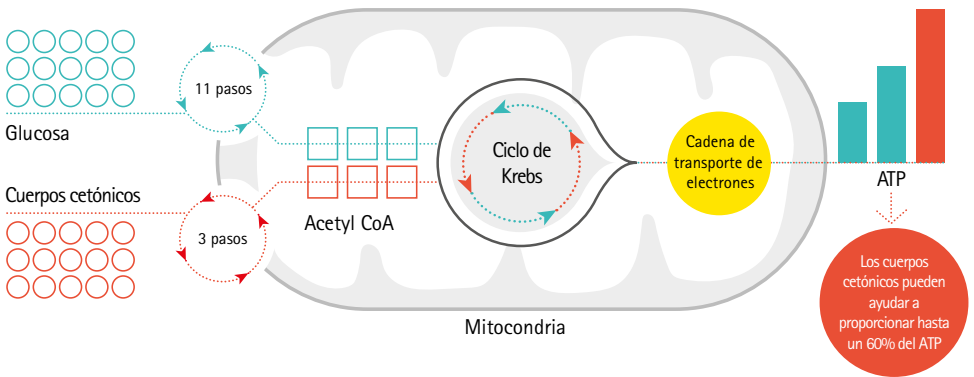 11 pasos
Glucosa
Cuerpos cetónicos
3 pasos
Acetyl CoA
Ciclo de
Krebs
Cadena de
transporte de
electrones
Mitocondria
ATP
Los cuerpos
cetónicos pueden
ayudar a
proporcionar hasta
un 60% del ATP